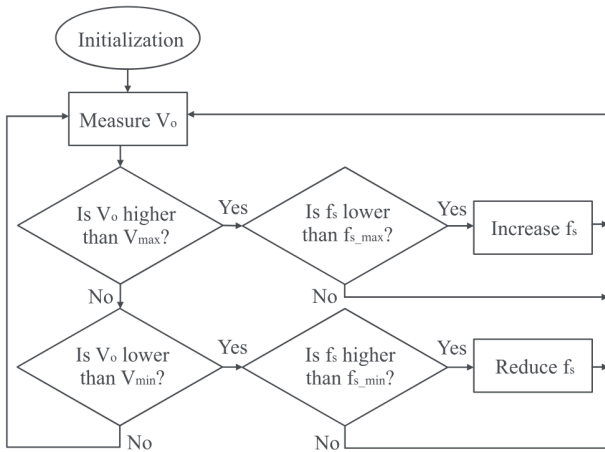 Initialization
Measure Vo
Is Vo higher
than Vmax?
Yes
Is fs lower
than fs_max?
Yes
Increase fs
No
No
Is Vo lower
than Vmin?
Yes
Is fs higher
than fs_min?
Yes
Reduce fs
No
No